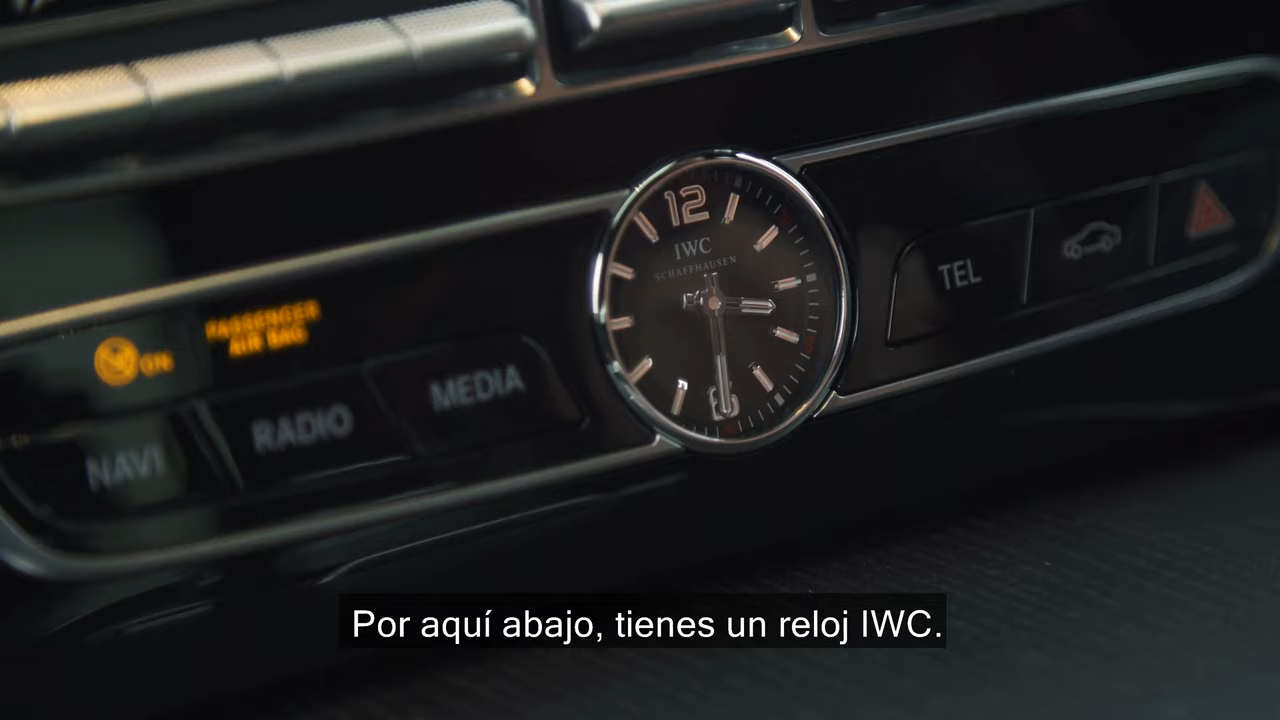 12
IWC
SCHAFFHAUSEN
6
TEL
PASSENGER
AIR BAG
ON
MEDIA
RADIO
NAVI
Por aquí abajo, tienes un reloj IWC.